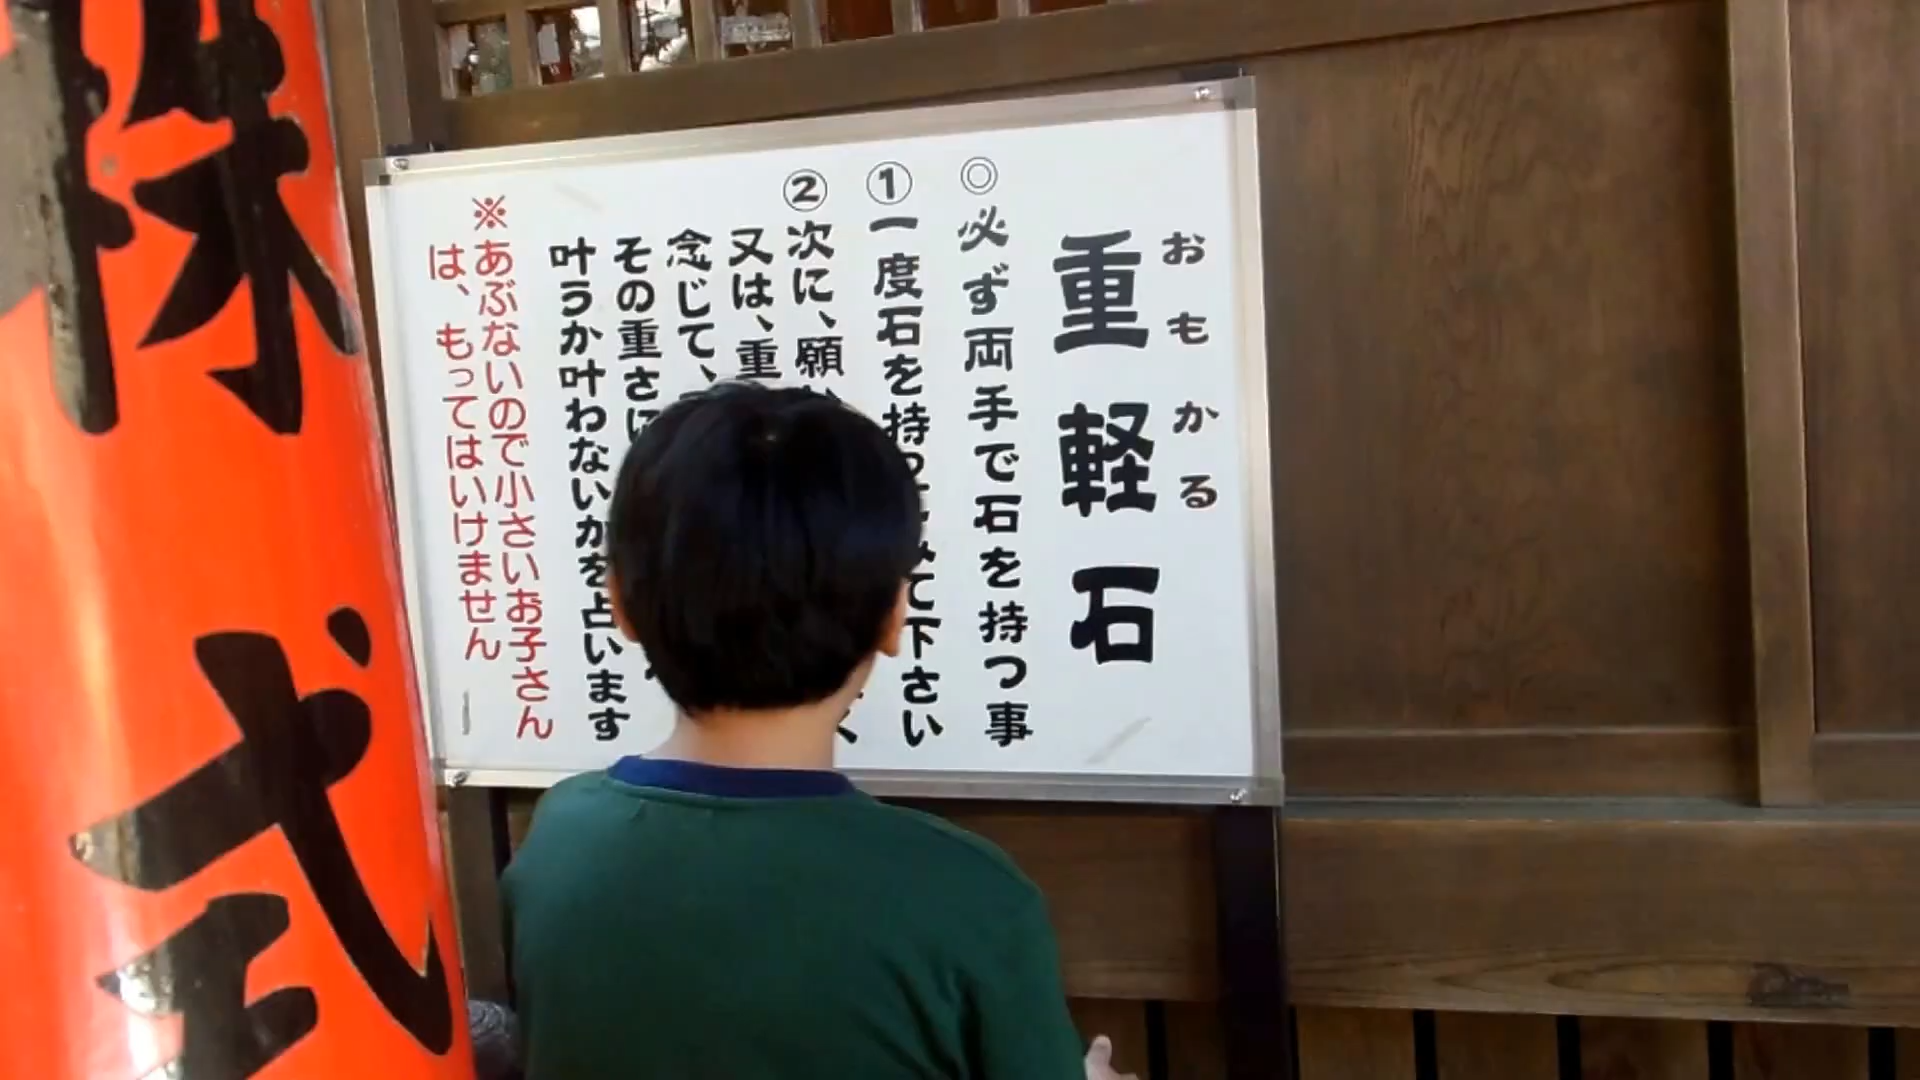 おもかる
重軽石
◎必ず両手で石を持つ事
①一度石を持っ て下さい
②次に、願
又は、重
念じて、
その重さに
叶うか叶わないかを占います
※あぶないので小さいお子さん
は、もってはいけません
株式